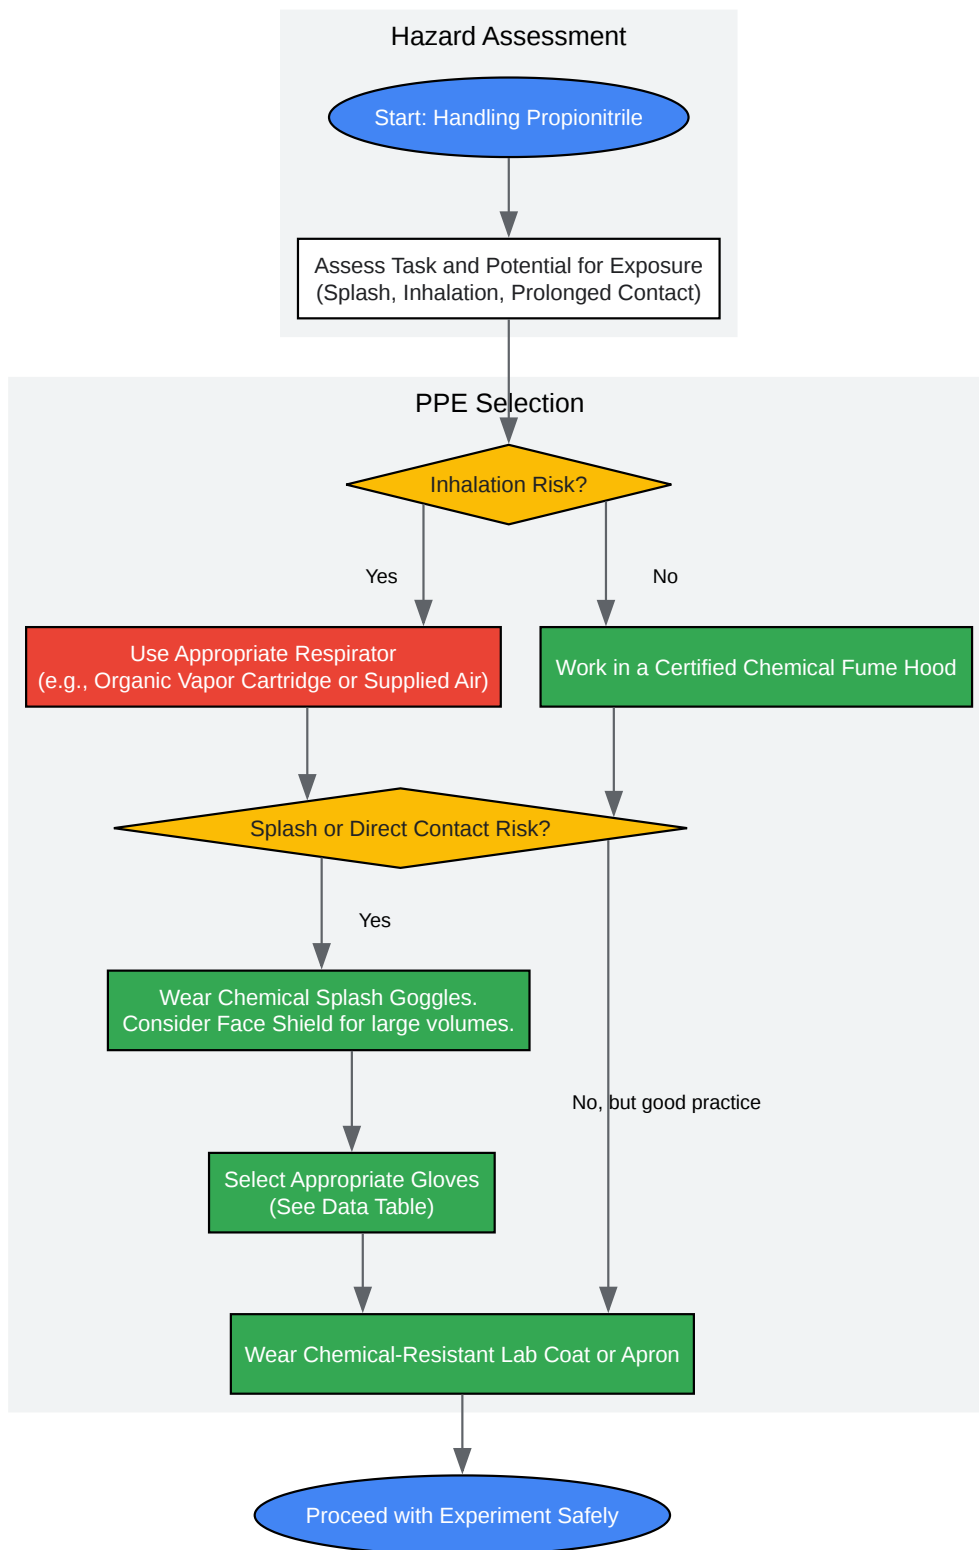 Hazard Assessment
Start: Handling Propionitrile
Assess Task and Potential for Exposure
(Splash, Inhalation, Prolonged Contact)
PPE Selection
Inhalation Risk?
Yes
No
Use Appropriate Respirator
(e.g., Organic Vapor Cartridge or Supplied Air)
Work in a Certified Chemical Fume Hood
Splash or Direct Contact Risk?
Yes
Wear Chemical Splash Goggles.
Consider Face Shield for large volumes.
No, but good practice
Select Appropriate Gloves
(See Data Table)
Wear Chemical-Resistant Lab Coat or Apron
Proceed with Experiment Safely